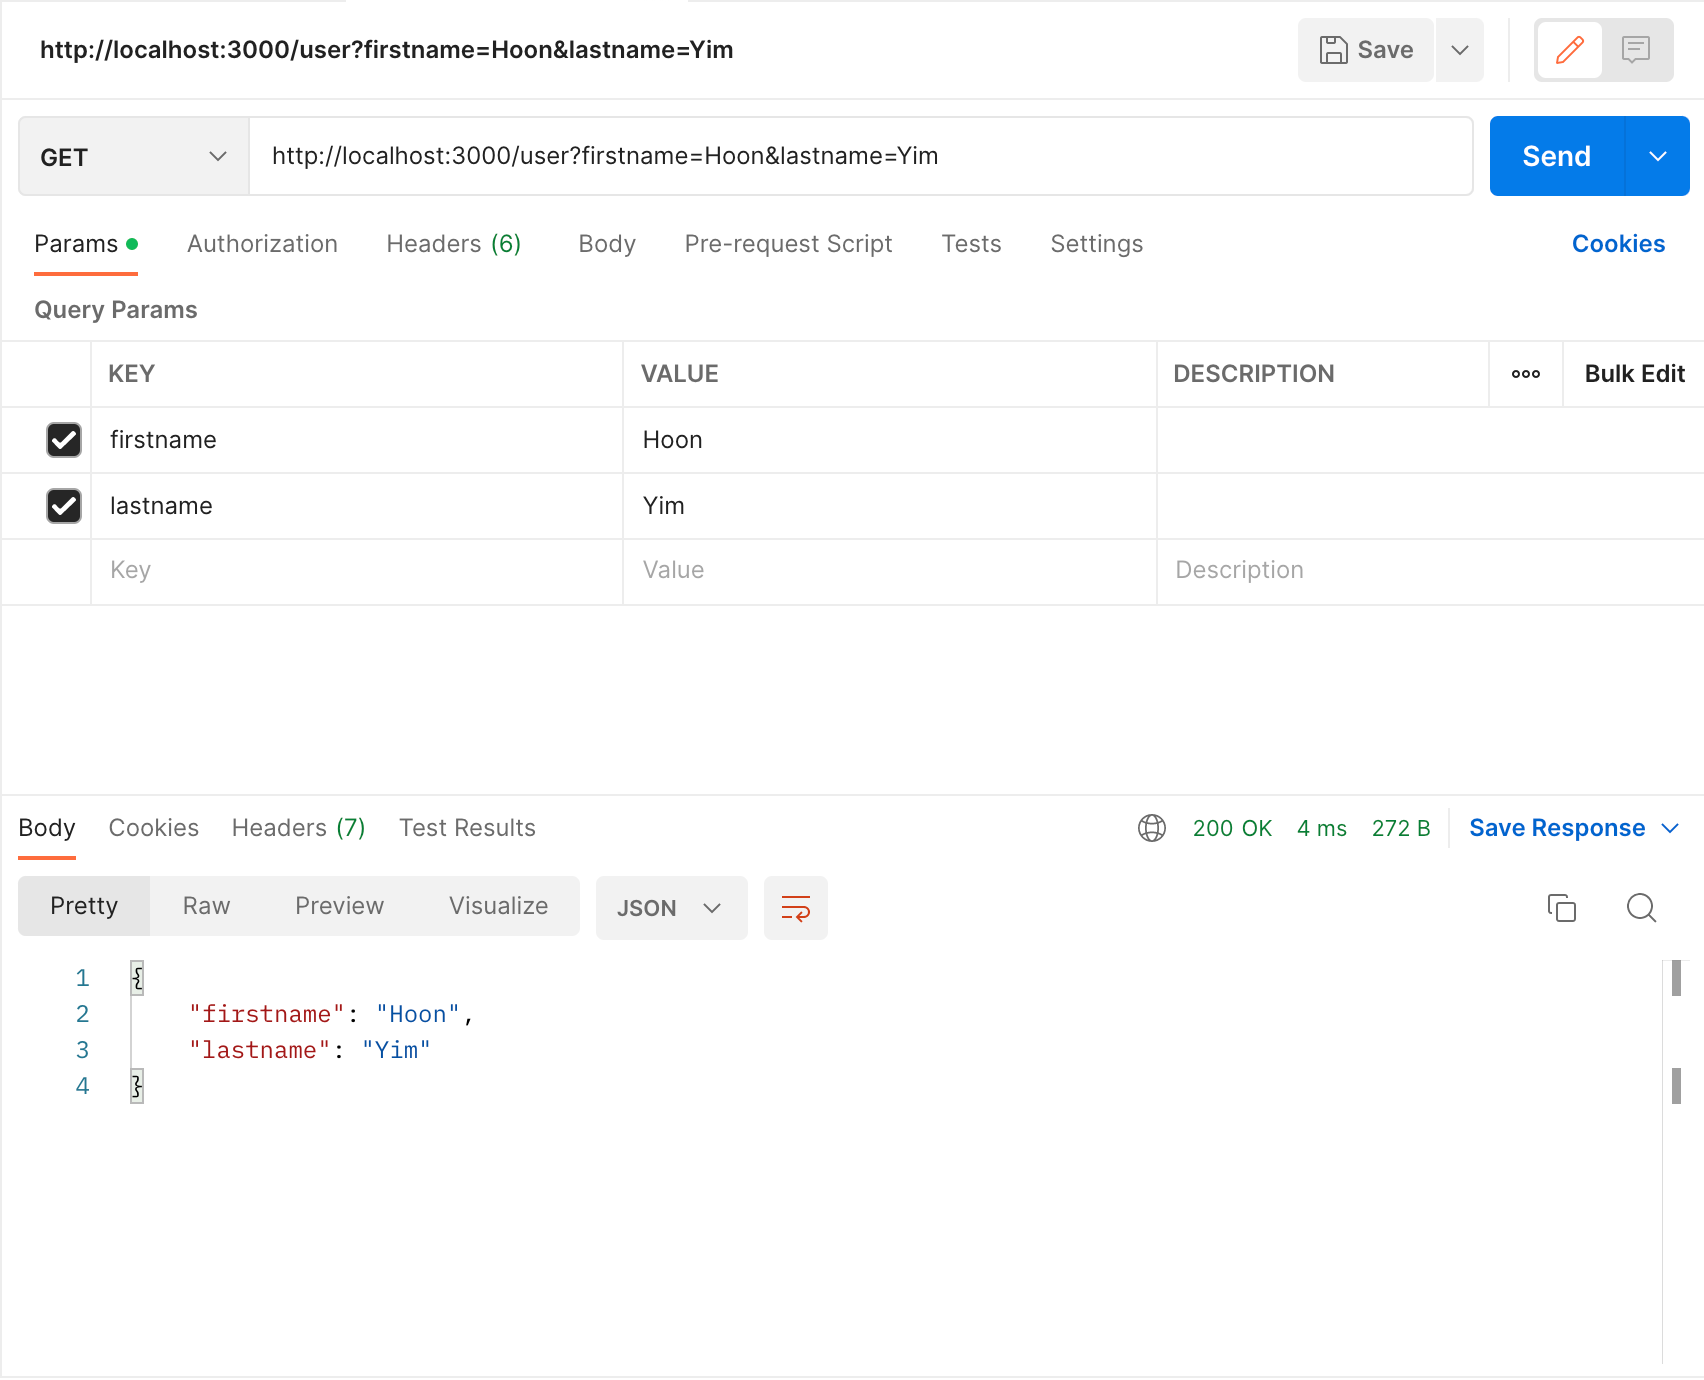 http://localhost:3000/user?firstname=Hoon&lastname=Yim Save
GET http://localhost:3000/user?firstname=Hoon&lastname=Yim Send
Params Authorization Headers (6) Body Pre-request Script Tests Settings Cookies
Query Params
KEY VALUE DESCRIPTION ooo Bulk Edit
firstname Hoon
lastname Yim
Key Value Description
Body Cookies Headers (7) Test Results 200 OK 4 ms 272 B Save Response
Pretty Raw Preview Visualize JSON
1 {
2 "firstname": "Hoon",
3 "lastname": "Yim"
4 }